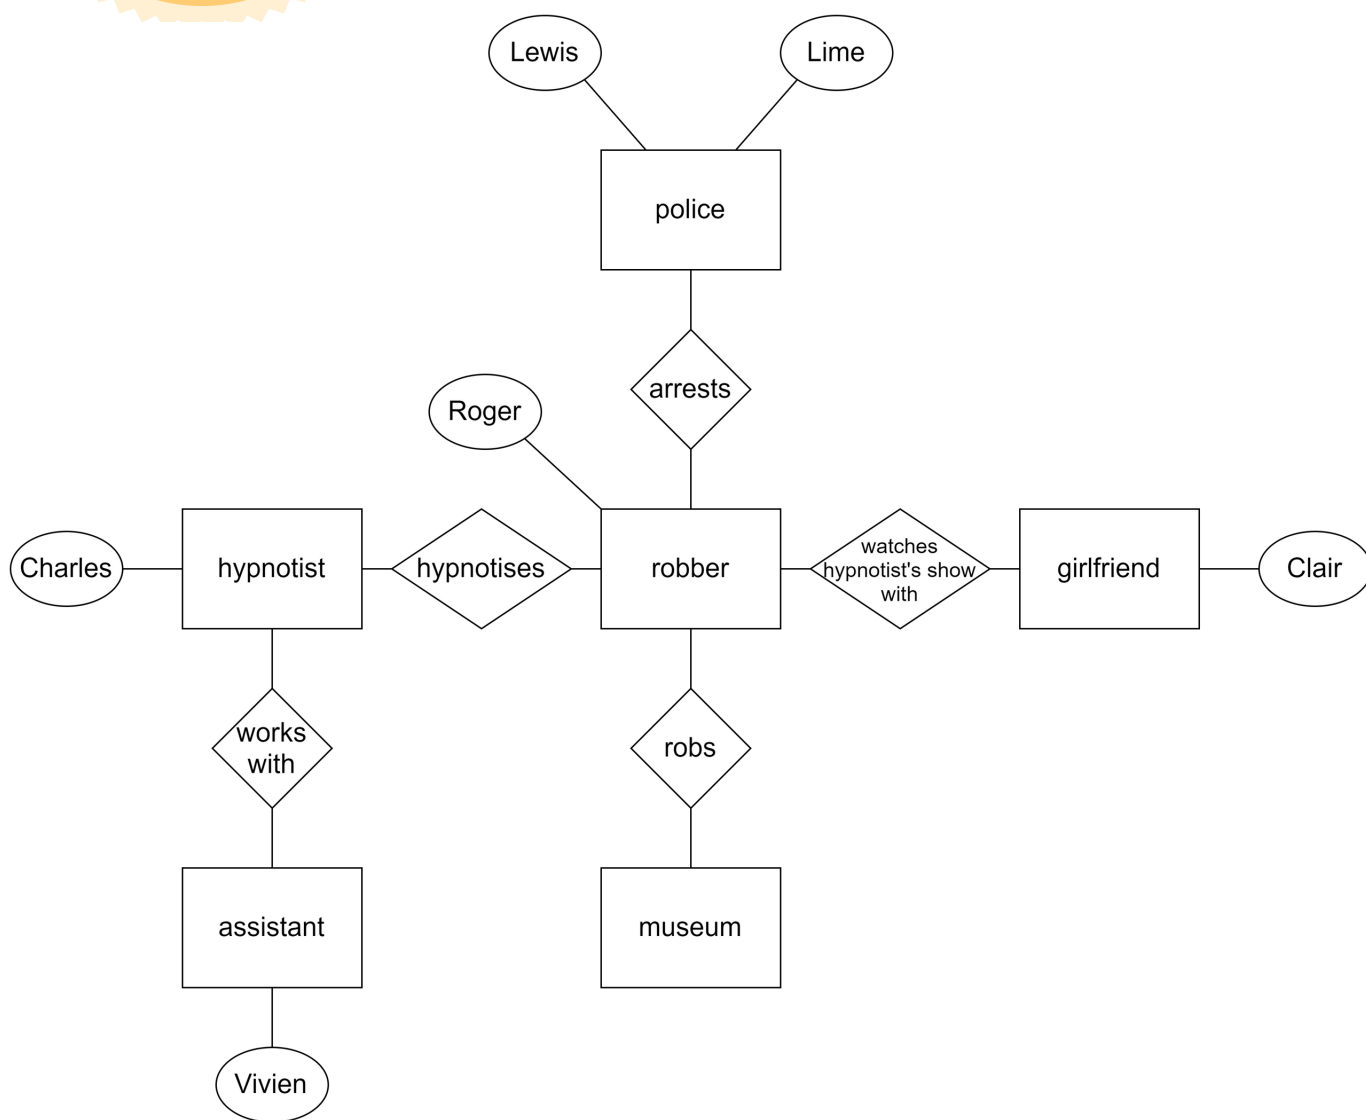 Lewis
Lime
police
arrests
Roger
Charles
hypnotist
hypnotises
robber
watches
hypnotist's show
with
girlfriend
Clair
works
with
robs
assistant
museum
Vivien